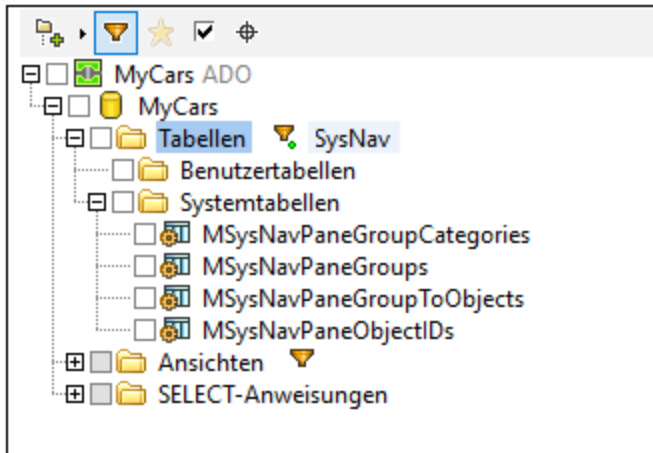 MyCars ADO
MyCars
Tabellen SysNav
Benutzertabellen
Systemtabellen
MSysNavPaneGroupCategories
MSysNavPaneGroups
MSysNavPaneGroupToObjects
MSysNavPaneObjectIDs
Ansichten
SELECT-Anweisungen